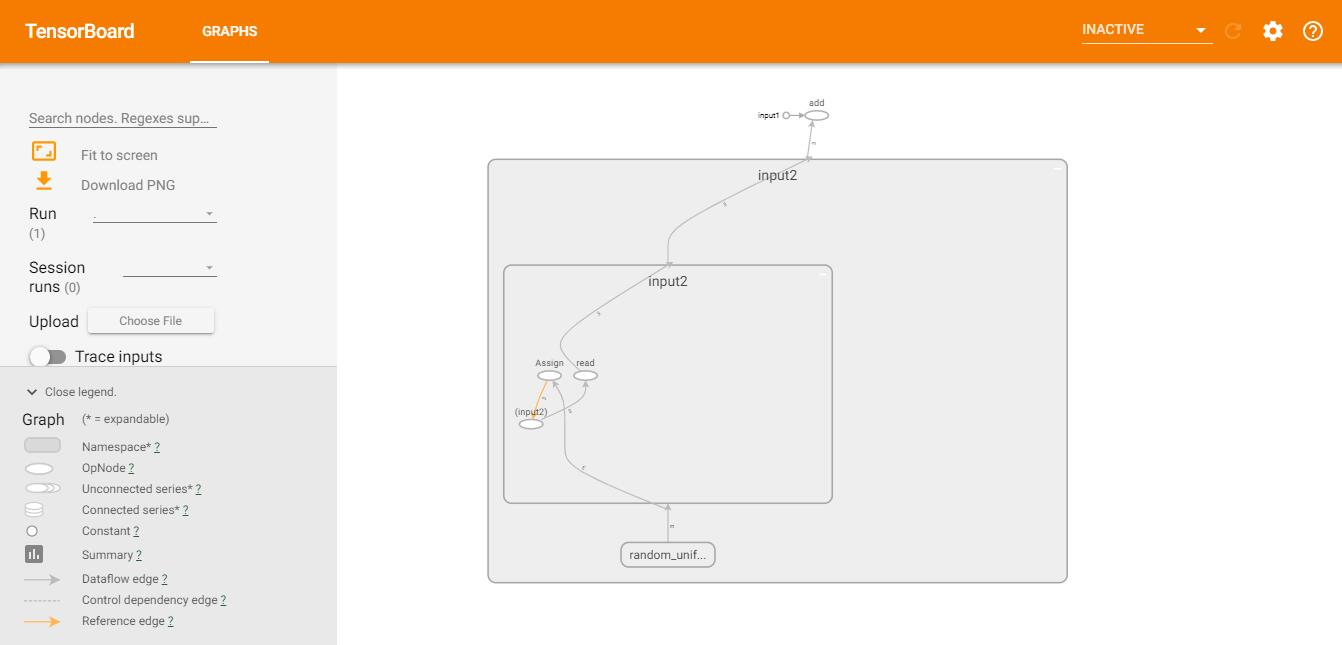 TensorBoard
GRAPHS
INACTIVE
Search nodes. Regexes sup...
Fit to screen
Download PNG
Run
(1)
.
Session
runs (0)
Upload
Choose File
Trace inputs
Close legend.
Graph
(* = expandable)
Namespace* ?
OpNode ?
Unconnected series* ?
Connected series* ?
Constant ?
Summary ?
Dataflow edge ?
Control dependency edge ?
Reference edge ?
add
input1
input2
input2
Assign
read
(input2)
random_unif...